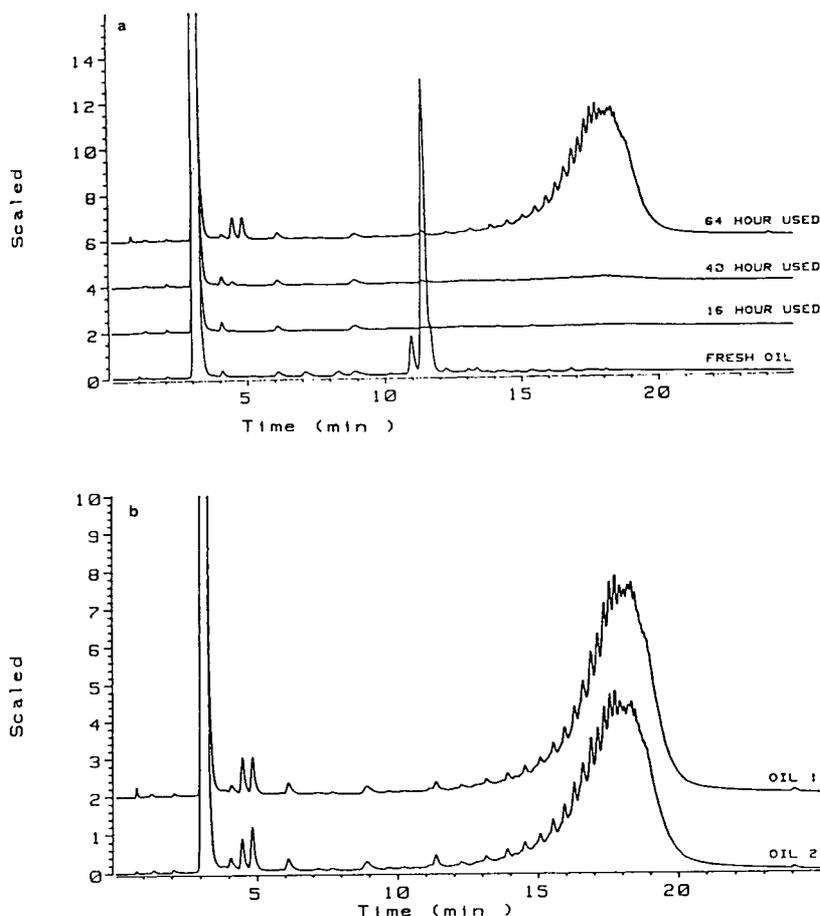 a
14
12
10
8
6
4
2
0
Scaled
64 HOUR USED
40 HOUR USED
16 HOUR USED
FRESH OIL
5
10
15
20
Time (min )
b
10
9
8
7
6
5
4
3
2
1
0
Scaled
OIL 1
OIL 2
5
10
15
20
Time (min )